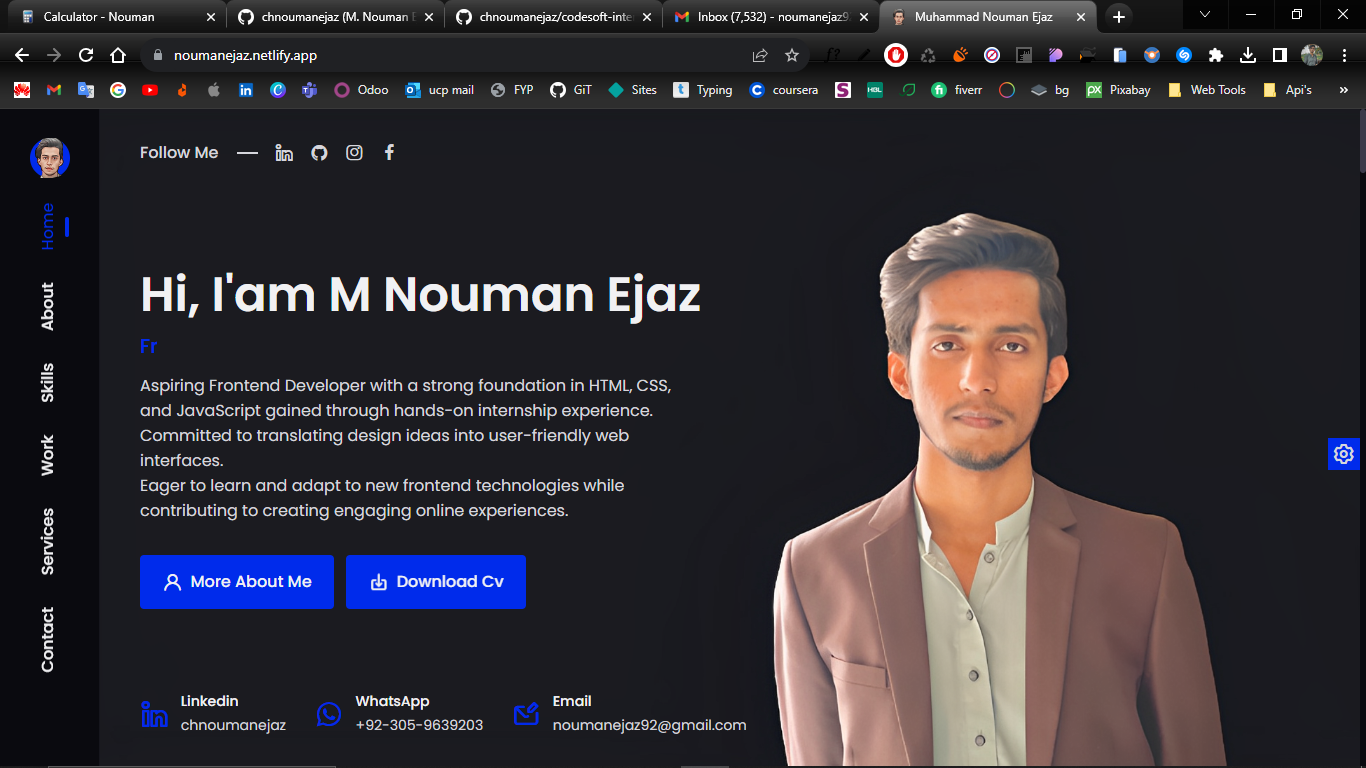 Calculator - Nouman
chnoumanejaz (M. Nouman E
chnoumanejaz/codesoft-inte
Inbox (7,532) - noumanejaz9
Muhammad Nouman Ejaz
noumanejaz.netlify.app
f?
Odoo
ucp mail
FYP
GiT
Sites
Typing
coursera
HBL
fiverr
bg
Pixabay
Web Tools
Api's
»
Follow Me
Home
About
Skills
Work
Services
Contact
Hi, I'am M Nouman Ejaz
Fr
Aspiring Frontend Developer with a strong foundation in HTML, CSS,
and JavaScript gained through hands-on internship experience.
Committed to translating design ideas into user-friendly web
interfaces.
Eager to learn and adapt to new frontend technologies while
contributing to creating engaging online experiences.
More About Me
Download Cv
Linkedin
chnoumanejaz
WhatsApp
+92-305-9639203
Email
noumanejaz92@gmail.com